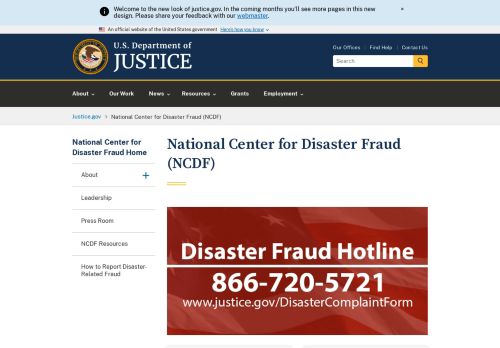 Welcome to the new look of justice.gov. In the coming months you'll see more pages in this new
design. Please share your feedback with our webmaster.
×
An official website of the United States government Here's how you know
U.S. Department of
JUSTICE
Our Offices | Find Help | Contact Us
Search
About
Our Work
News
Resources
Grants
Employment
Justice.gov > National Center for Disaster Fraud (NCDF)
National Center for
Disaster Fraud Home
About +
Leadership
Press Room
NCDF Resources
How to Report Disaster-
Related Fraud
National Center for Disaster Fraud
(NCDF)
Disaster Fraud Hotline
866-720-5721
www.justice.gov/DisasterComplaintForm